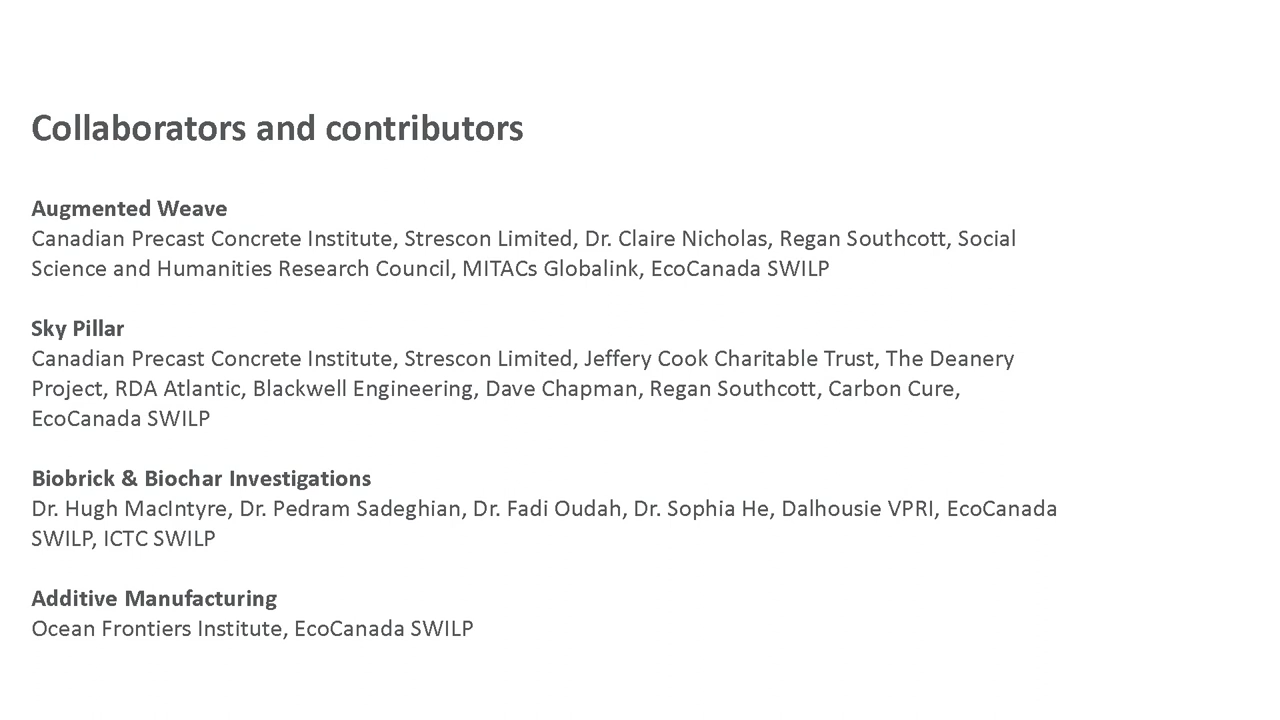 Collaborators and contributors
Augmented Weave
Canadian Precast Concrete Institute, Strescon Limited, Dr. Claire Nicholas, Regan Southcott, Social
Science and Humanities Research Council, MITACs Globalink, EcoCanada SWILP
Sky Pillar
Canadian Precast Concrete Institute, Strescon Limited, Jeffery Cook Charitable Trust, The Deanery
Project, RDA Atlantic, Blackwell Engineering, Dave Chapman, Regan Southcott, Carbon Cure,
EcoCanada SWILP
Biobrick & Biochar Investigations
Dr. Hugh MacIntyre, Dr. Pedram Sadeghian, Dr. Fadi Oudah, Dr. Sophia He, Dalhousie VPRI, EcoCanada
SWILP, ICTC SWILP
Additive Manufacturing
Ocean Frontiers Institute, EcoCanada SWILP